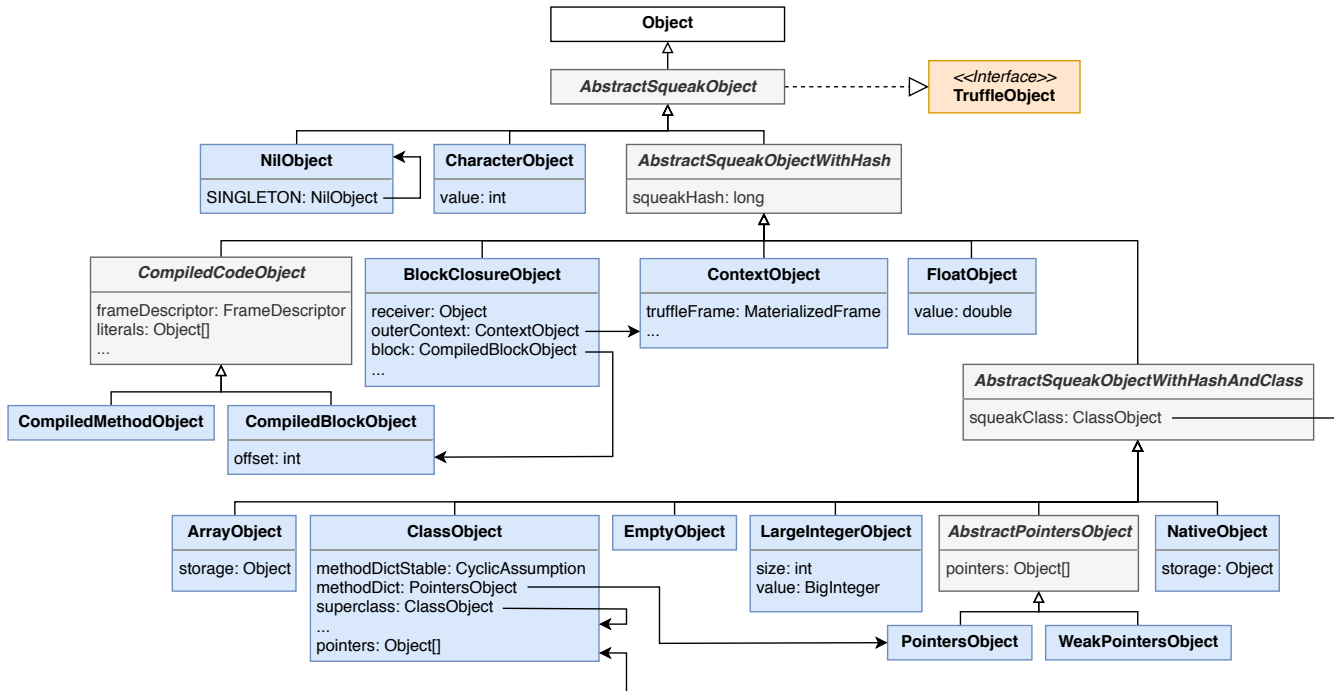 Object
AbstractSqueakObject
<<Interface>>
TruffleObject
NilObject
SINGLETON: NilObject
CharacterObject
value: int
AbstractSqueakObjectWithHash
squeakHash: long
CompiledCodeObject
frameDescriptor: FrameDescriptor
literals: Object[]
...
BlockClosureObject
receiver: Object
outerContext: ContextObject
block: CompiledBlockObject
...
ContextObject
truffleFrame: MaterializedFrame
...
FloatObject
value: double
AbstractSqueakObjectWithHashAndClass
squeakClass: ClassObject
CompiledMethodObject
CompiledBlockObject
offset: int
ArrayObject
storage: Object
ClassObject
methodDictStable: CyclicAssumption
methodDict: PointersObject
superclass: ClassObject
...
pointers: Object[]
EmptyObject
LargeIntegerObject
size: int
value: BigInteger
AbstractPointersObject
pointers: Object[]
NativeObject
storage: Object
PointersObject
WeakPointersObject